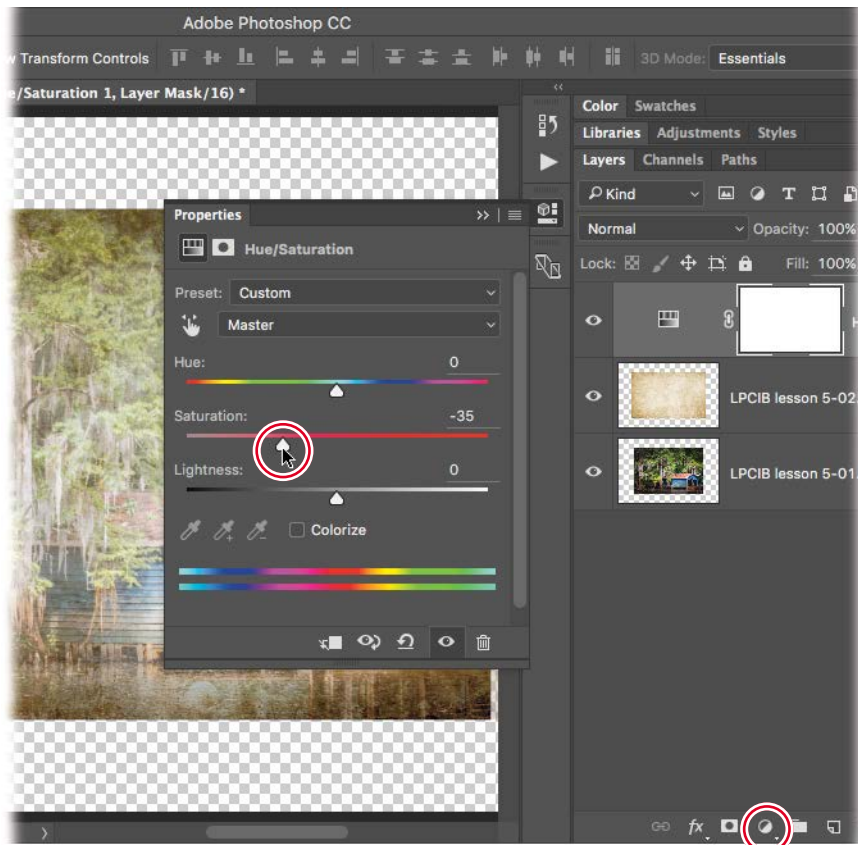 Adobe Photoshop CC
w Transform Controls
3D Mode: Essentials
e/Saturation 1, Layer Mask/16) *
Color Swatches
Libraries Adjustments Styles
Layers Channels Paths
Kind
Normal Opacity: 100%
Lock: Fill: 100%
H
LPCIB lesson 5-02.
LPCIB lesson 5-01.
Properties
Hue/Saturation
Preset: Custom
Master
Hue: 0
Saturation: -35
Lightness: 0
Colorize
fx